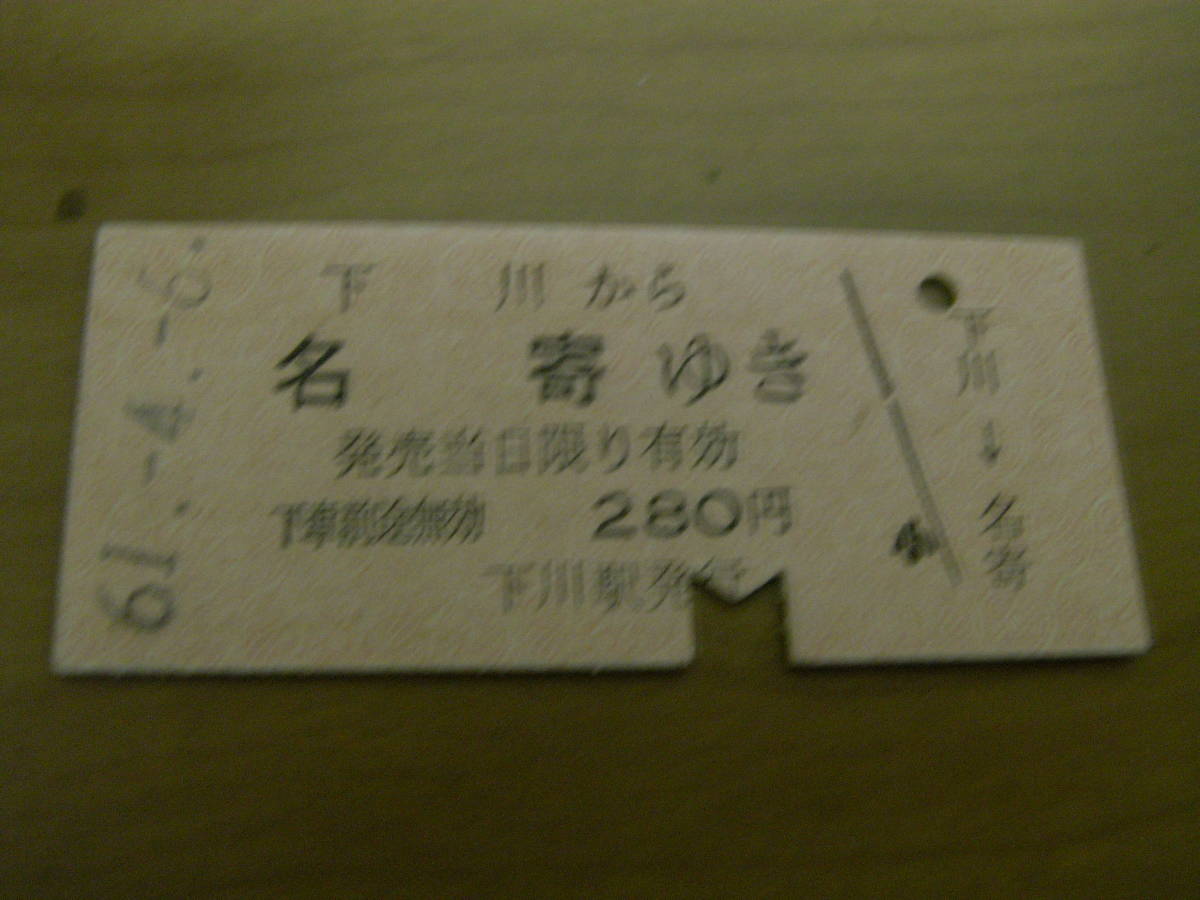 下川から
名寄ゆき
発売当日限り有効
下車前途無効 280円
下川駅発行
61.-4.-6.
下川→名寄